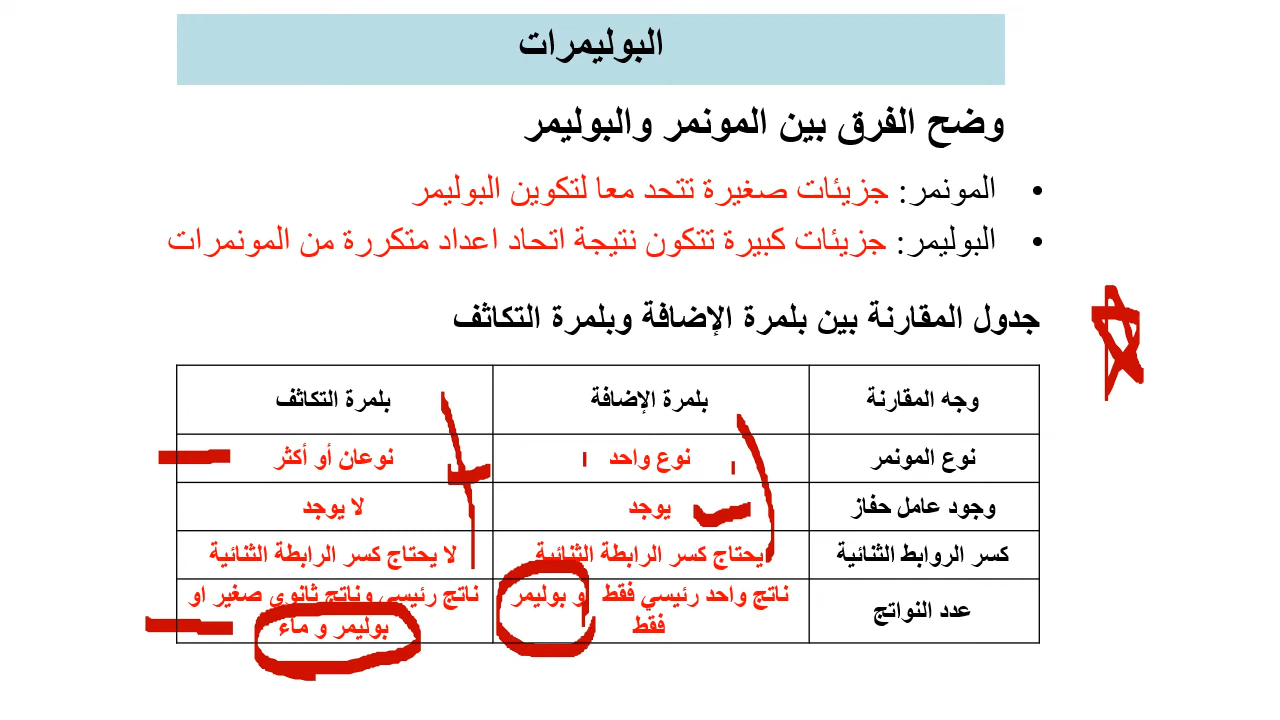 البوليمرات
وضح الفرق بين المونمر والبوليمر
• المونمر: جزيئات صغيرة تتحد معا لتكوين البوليمر
• البوليمر: جزيئات كبيرة تتكون نتيجة اتحاد اعداد متكررة من المونمرات
جدول المقارنة بين بلمرة الإضافة وبلمرة التكاثف
وجه المقارنة بلمرة الإضافة بلمرة التكاثف
نوع المونمر نوع واحد نوعان أو أكثر
وجود عامل حفاز يوجد لا يوجد
كسر الروابط الثنائية يحتاج كسر الرابطة الثنائية لا يحتاج كسر الرابطة الثنائية
عدد النواتج
ناتج واحد رئيسي فقط و بوليمر
فقط
ناتج رئيسي وناتج ثانوي صغير او
بوليمر و ماء